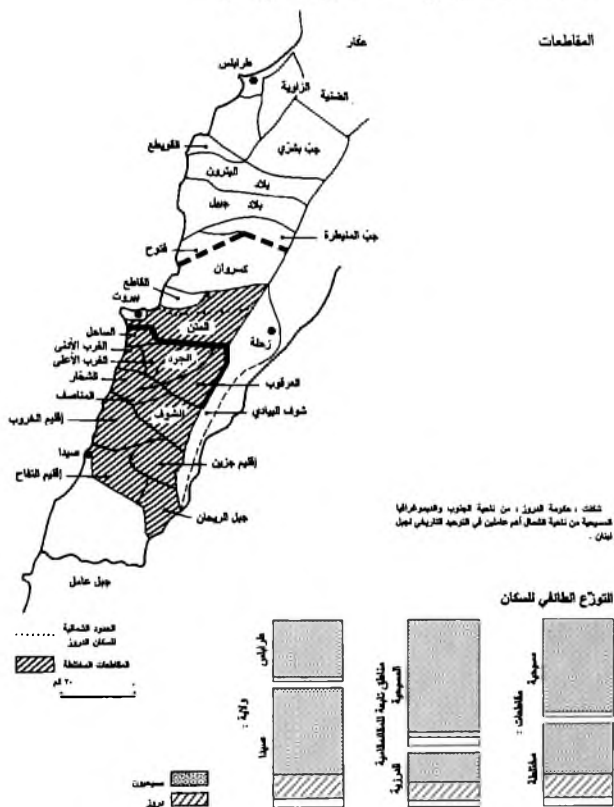 المقاطعات
عكار
طرابلس
الزاوية
الضنية
جبّ بشرّي
القويطع
بلاد البترون
بلاد جبيل
جبّ المنيطرة
فتوح
كسروان
القاطع
بيروت
المتن
زحلة
الساحل
الغرب الأدنى
الغرب الأعلى
الجرد
الشحّار
العرقوب
المناصف
الشوف
شوف البيادي
إقليم الخروب
صيدا
إقليم جزين
إقليم التفاح
جبل الريحان
جبل عامل
شكلت ، حكومة الدروز ، من ناحية الجنوب والديموغرافيا
المسيحية من ناحية الشمال أهم عاملين في التوحيد التاريخي لجبل
لبنان .
التوزّع الطائفي للسكان
الحدود الشمالية
للسكان الدروز
المقاطعات المختلطة
٢٠ كم
طرابلس
ولاية :
صيدا
مناطق تابعة للقائمقامية
المسيحية
الدرزية
مقاطعات :
مسيحية
مختلطة
مسيحيون
دروز